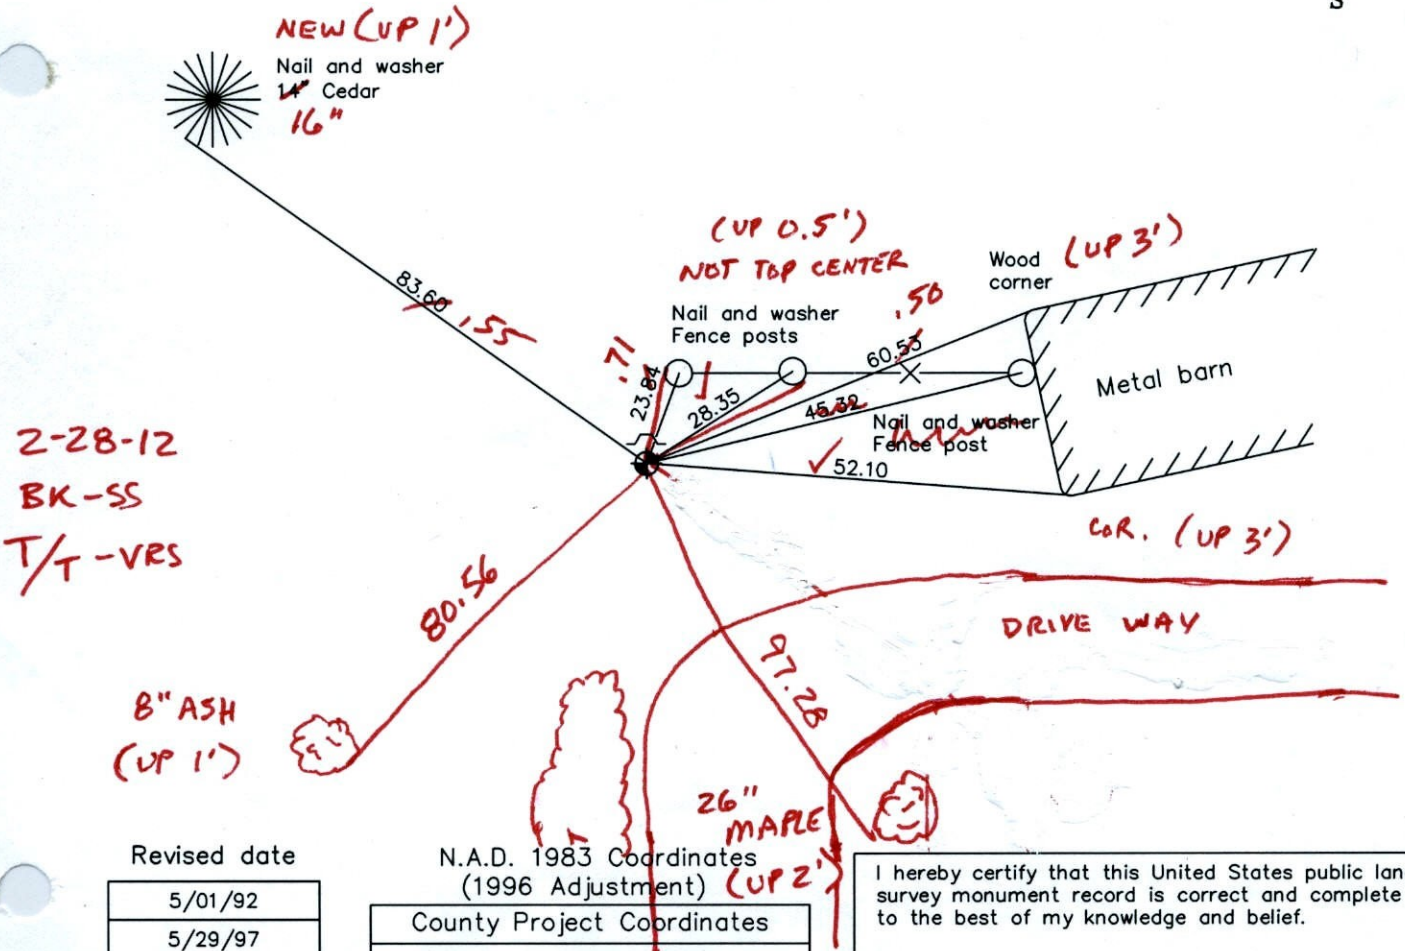 S
NEW (UP 1')
Nail and washer
14" Cedar
16"
83.60
.55
(UP 0.5')
NOT TOP CENTER
Nail and washer
Fence posts
Wood
corner
(UP 3')
.50
60.53
.71
23.84
28.35
45.32
Metal barn
Nail and washer
Fence post
52.10
COR. (UP 3')
2-28-12
BK-SS
T/T-VRS
80.56
97.28
DRIVE WAY
8" ASH
(UP 1')
26"
MAPLE
(UP 2')
Revised date
5/01/92
5/29/97
N.A.D. 1983 Coordinates
(1996 Adjustment)
County Project Coordinates
I hereby certify that this United States public lan
survey monument record is correct and complete
to the best of my knowledge and belief.